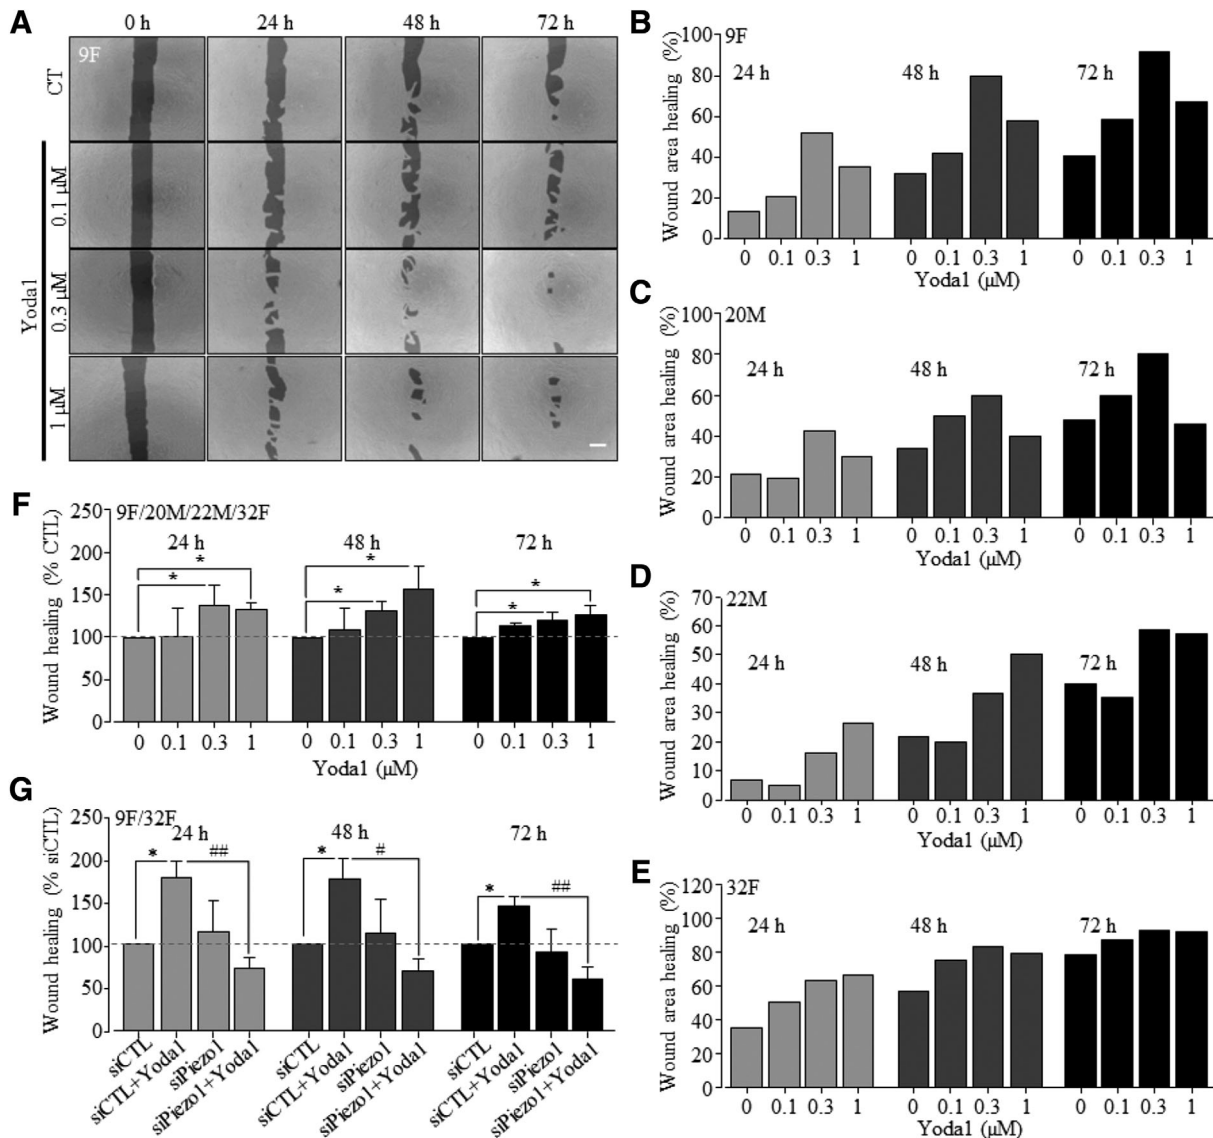 A
0 h 24 h 48 h 72 h
9F
CT
0.1 μM
0.3 μM
1 μM
Yoda1
B
9F
24 h 48 h 72 h
Wound area healing (%)
100
80
60
40
20
0
0 0.1 0.3 1 0 0.1 0.3 1 0 0.1 0.3 1
Yoda1 (μM)
C
20M
24 h 48 h 72 h
Wound area healing (%)
100
80
60
40
20
0
0 0.1 0.3 1 0 0.1 0.3 1 0 0.1 0.3 1
Yoda1 (μM)
D
22M
24 h 48 h 72 h
Wound area healing (%)
70
60
50
40
30
20
10
0
0 0.1 0.3 1 0 0.1 0.3 1 0 0.1 0.3 1
Yoda1 (μM)
E
32F
24 h 48 h 72 h
Wound area healing (%)
120
100
80
60
40
20
0
0 0.1 0.3 1 0 0.1 0.3 1 0 0.1 0.3 1
Yoda1 (μM)
F
9F/20M/22M/32F
24 h 48 h 72 h
* * * * * *
Wound healing (% CTL)
250
200
150
100
50
0
0 0.1 0.3 1 0 0.1 0.3 1 0 0.1 0.3 1
Yoda1 (μM)
G
9F/32F
24 h 48 h 72 h
* ## * # * ##
Wound healing (% siCTL)
250
200
150
100
50
0
siCTL siCTL+Yoda1 siPiezo1 siPiezo1+Yoda1 siCTL siCTL+Yoda1 siPiezo1 siPiezo1+Yoda1 siCTL siCTL+Yoda1 siPiezo1 siPiezo1+Yoda1